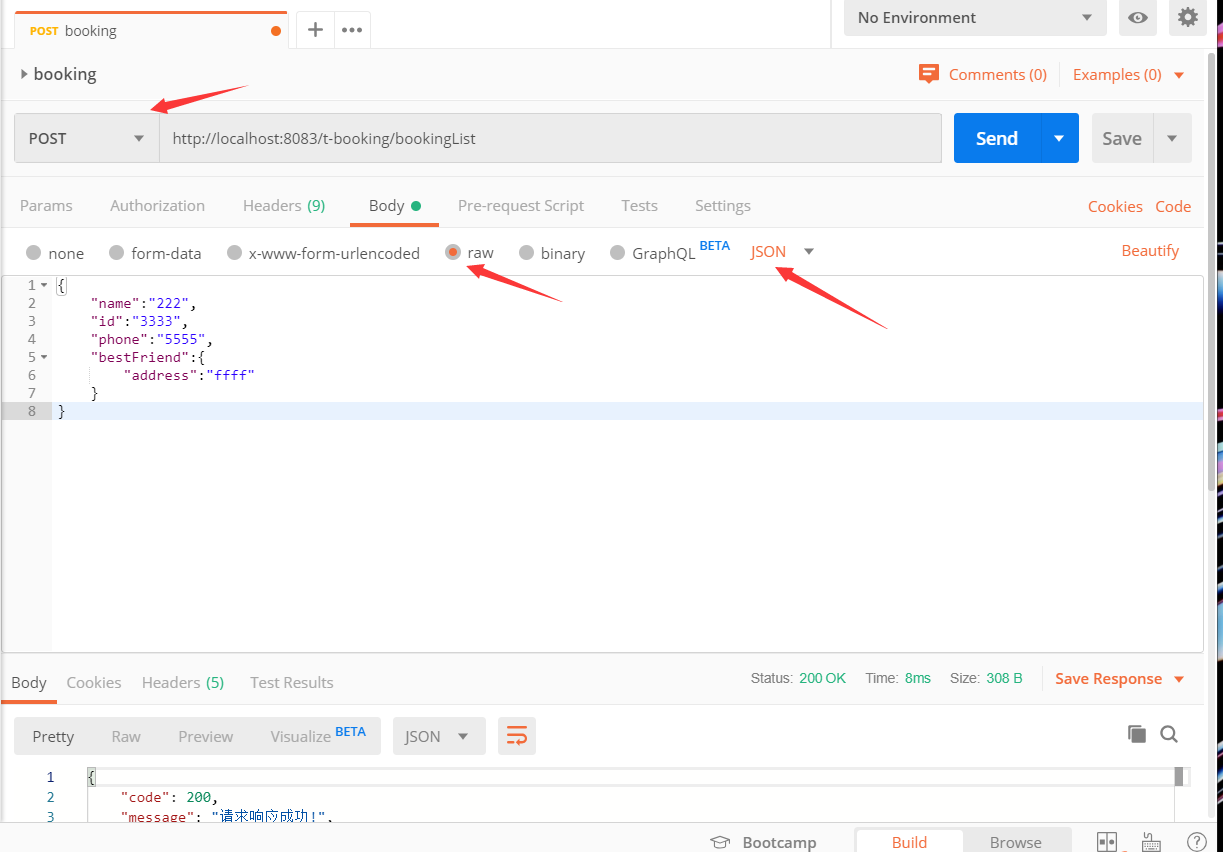 POST booking
No Environment
booking
Comments (0) Examples (0)
POST http://localhost:8083/t-booking/bookingList Send Save
Params Authorization Headers (9) Body Pre-request Script Tests Settings Cookies Code
none form-data x-www-form-urlencoded raw binary GraphQL BETA JSON Beautify
1 {
2 "name":"222",
3 "id":"3333",
4 "phone":"5555",
5 "bestFriend":{
6 "address":"ffff"
7 }
8 }
Body Cookies Headers (5) Test Results Status: 200 OK Time: 8ms Size: 308 B Save Response
Pretty Raw Preview Visualize BETA JSON
1 {
2 "code": 200,
3 "message": "请求响应成功!",
Bootcamp Build Browse